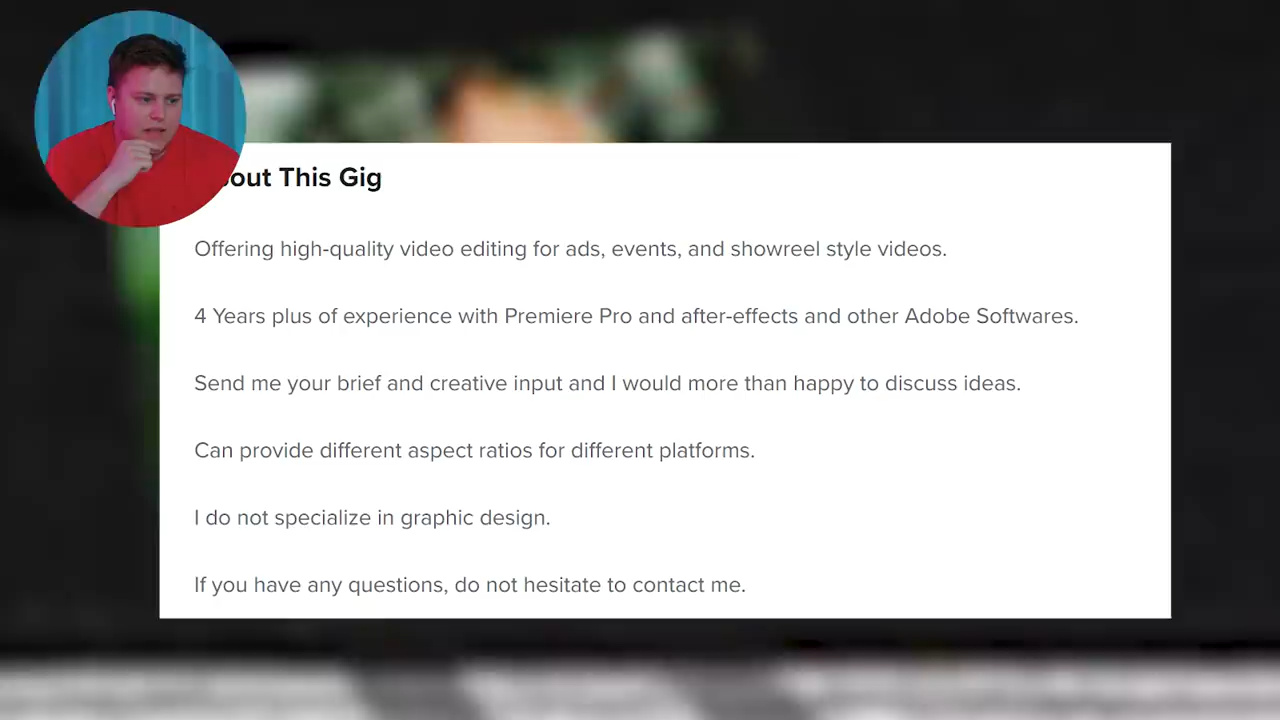 This Gig
Offering high-quality video editing for ads, events, and showreel style videos.
4 Years plus of experience with Premiere Pro and after-effects and other Adobe Softwares.
Send me your brief and creative input and I would more than happy to discuss ideas.
Can provide different aspect ratios for different platforms.
I do not specialize in graphic design.
If you have any questions, do not hesitate to contact me.